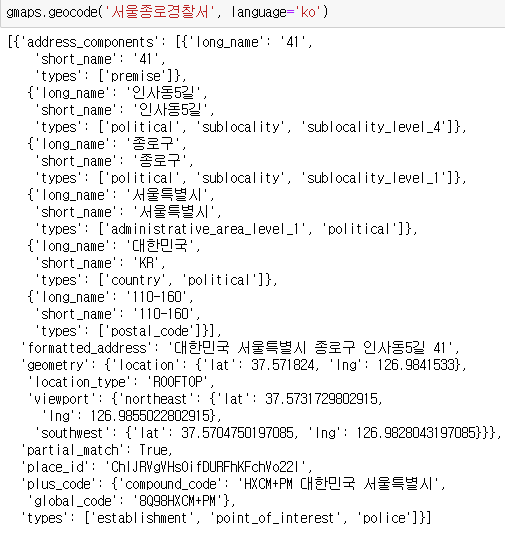 gmaps.geocode('서울종로경찰서', language='ko')
[{'address_components': [{'long_name': '41',
'short_name': '41',
'types': ['premise']},
{'long_name': '인사동5길',
'short_name': '인사동5길',
'types': ['political', 'sublocality', 'sublocality_level_4']},
{'long_name': '종로구',
'short_name': '종로구',
'types': ['political', 'sublocality', 'sublocality_level_1']},
{'long_name': '서울특별시',
'short_name': '서울특별시',
'types': ['administrative_area_level_1', 'political']},
{'long_name': '대한민국',
'short_name': 'KR',
'types': ['country', 'political']},
{'long_name': '110-160',
'short_name': '110-160',
'types': ['postal_code']}],
'formatted_address': '대한민국 서울특별시 종로구 인사동5길 41',
'geometry': {'location': {'lat': 37.571824, 'lng': 126.9841533},
'location_type': 'ROOFTOP',
'viewport': {'northeast': {'lat': 37.5731729802915,
'lng': 126.9855022802915},
'southwest': {'lat': 37.5704750197085, 'lng': 126.9828043197085}}},
'partial_match': True,
'place_id': 'ChIJRVgVHsOifDURFhKFchVo22I',
'plus_code': {'compound_code': 'HXCM+PM 대한민국 서울특별시',
'global_code': '8Q98HXCM+PM'},
'types': ['establishment', 'point_of_interest', 'police']}]